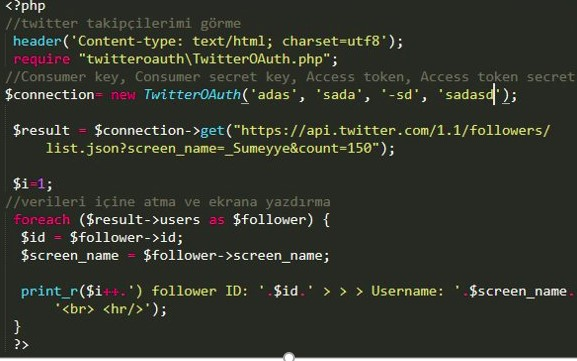 <?php
//twitter takipçilerimi görme
header('Content-type: text/html; charset=utf8');
require "twitteroauth\TwitterOAuth.php";
//Consumer key, Consumer secret key, Access token, Access token secret
$connection= new TwitterOAuth('adas', 'sada', '-sd', 'sadasd');
$result = $connection->get("https://api.twitter.com/1.1/followers/
list.json?screen_name=_Sumeyye&count=150");
$i=1;
//verileri içine atma ve ekrana yazdırma
foreach ($result->users as $follower) {
$id = $follower->id;
$screen_name = $follower->screen_name;
print_r($i++.') follower ID: '.$id.' > > > Username: '.$screen_name.
'<br> <hr/>');
}
?>